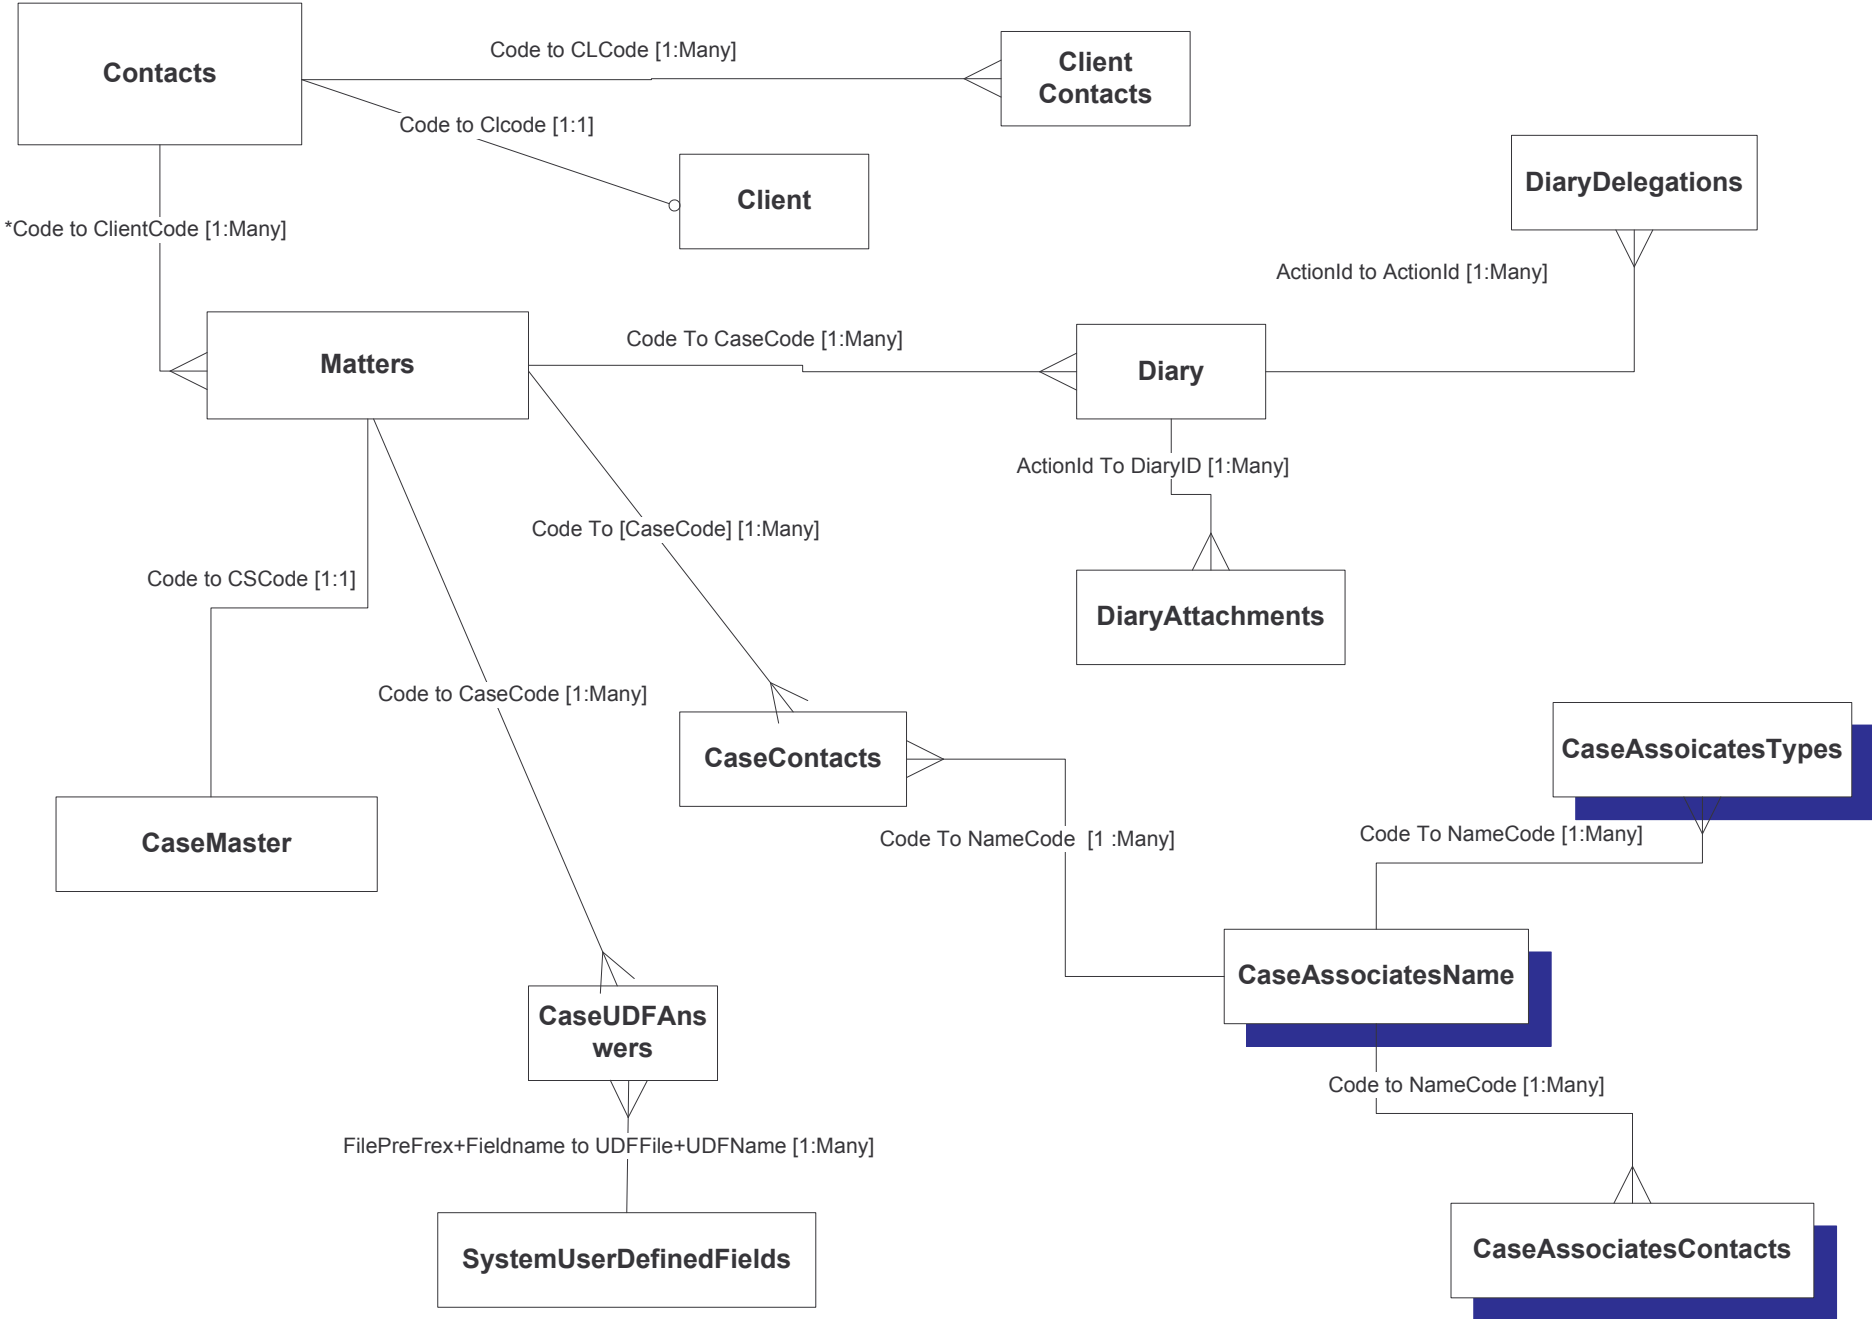 Contacts
Code to CLCode [1:Many]
Client
Contacts
Code to Clcode [1:1]
Client
DiaryDelegations
*Code to ClientCode [1:Many]
ActionId to ActionId [1:Many]
Matters
Code To CaseCode [1:Many]
Diary
ActionId To DiaryID [1:Many]
Code To [CaseCode] [1:Many]
Code to CSCode [1:1]
DiaryAttachments
Code to CaseCode [1:Many]
CaseContacts
CaseAssoicatesTypes
CaseMaster
Code To NameCode [1 :Many]
Code To NameCode [1:Many]
CaseAssociatesName
CaseUDFAns
wers
Code to NameCode [1:Many]
FilePreFrex+Fieldname to UDFFile+UDFName [1:Many]
SystemUserDefinedFields
CaseAssociatesContacts